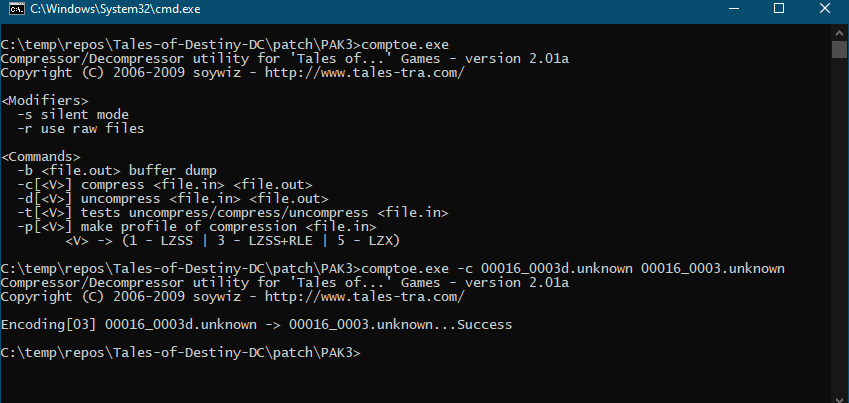 C:\Windows\System32\cmd.exe
C:\temp\repos\Tales-of-Destiny-DC\patch\PAK3>comptoe.exe
Compressor/Decompressor utility for 'Tales of...' Games - version 2.01a
Copyright (C) 2006-2009 soywiz - http://www.tales-tra.com/
<Modifiers>
  -s silent mode
  -r use raw files
<Commands>
  -b <file.out> buffer dump
  -c[<V>] compress <file.in> <file.out>
  -d[<V>] uncompress <file.in> <file.out>
  -t[<V>] tests uncompress/compress/uncompress <file.in>
  -p[<V>] make profile of compression <file.in>
        <V> -> (1 - LZSS | 3 - LZSS+RLE | 5 - LZX)
C:\temp\repos\Tales-of-Destiny-DC\patch\PAK3>comptoe.exe -c 00016_0003d.unknown 00016_0003.unknown
Compressor/Decompressor utility for 'Tales of...' Games - version 2.01a
Copyright (C) 2006-2009 soywiz - http://www.tales-tra.com/
Encoding[03] 00016_0003d.unknown -> 00016_0003.unknown...Success
C:\temp\repos\Tales-of-Destiny-DC\patch\PAK3>